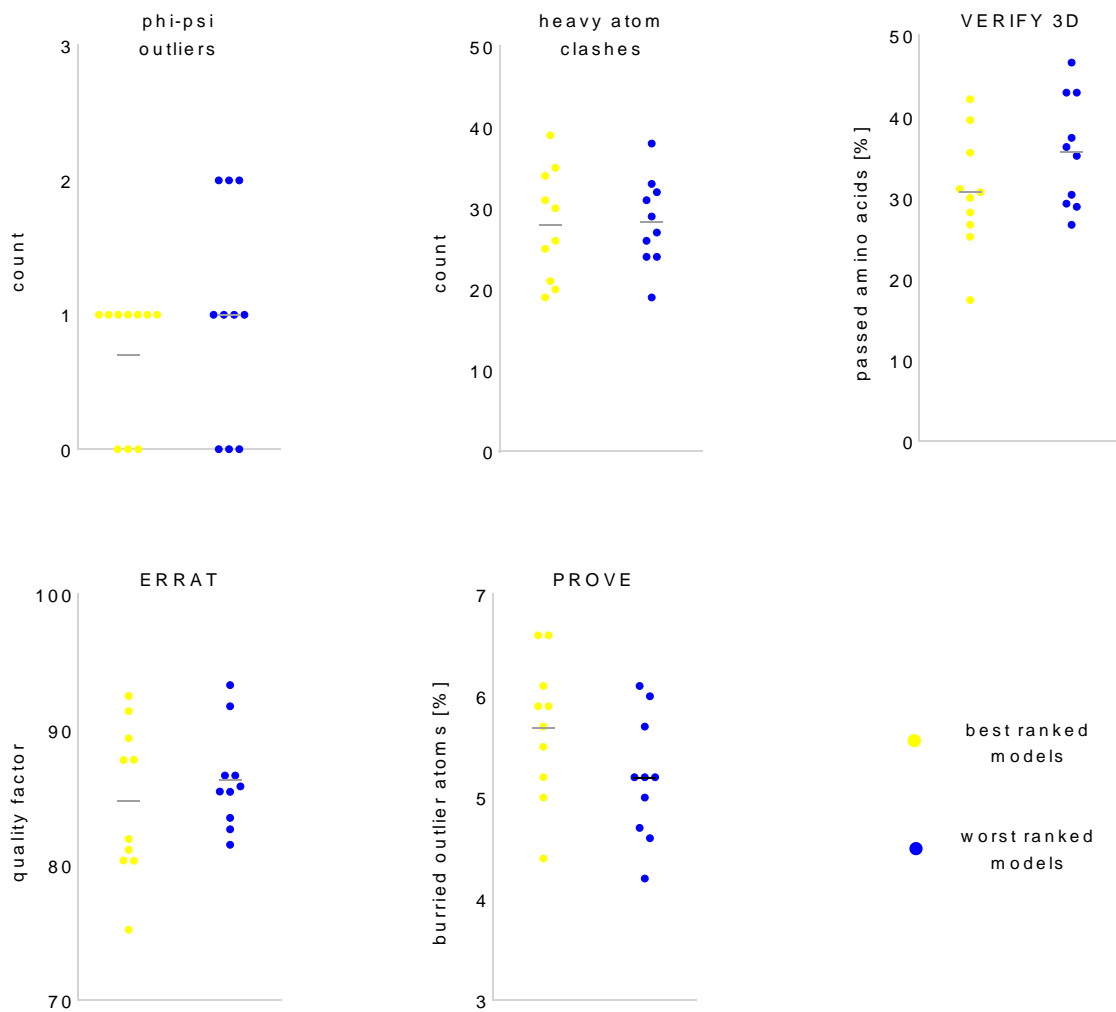 phi-psi
outliers
3
2
1
0
count
heavy atom
clashes
50
40
30
20
10
0
count
VERIFY 3D
50
40
30
20
10
0
passed amino acids [%]
ERRAT
100
90
80
70
quality factor
PROVE
7
6
5
4
3
burried outlier atoms [%]
best ranked
models
worst ranked
models